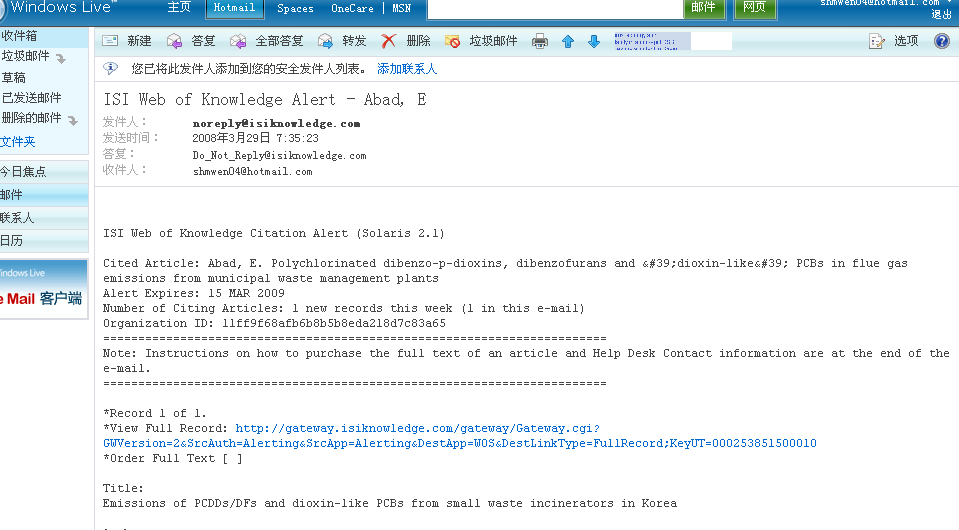 Windows Live™ 主页 Hotmail Spaces OneCare | MSN 邮件 网页 shmwen04@hotmail.com
退出
收件箱
垃圾邮件
草稿
已发送邮件
删除的邮件
文件夹
今日焦点
邮件
联系人
日历
Windows Live
e Mail 客户端
新建 答复 全部答复 转发 删除 垃圾邮件 选项
您已将此发件人添加到您的安全发件人列表。 添加联系人
ISI Web of Knowledge Alert - Abad, E
发件人： noreply@isiknowledge.com
发送时间： 2008年3月29日 7:35:23
答复： Do_Not_Reply@isiknowledge.com
收件人： shmwen04@hotmail.com
ISI Web of Knowledge Citation Alert (Solaris 2.1)
Cited Article: Abad, E. Polychlorinated dibenzo-p-dioxins, dibenzofurans and &#39;dioxin-like&#39; PCBs in flue gas
emissions from municipal waste management plants
Alert Expires: 15 MAR 2009
Number of Citing Articles: 1 new records this week (1 in this e-mail)
Organization ID: 11ff9f68afb6b8b5b8eda218d7c83a65
========================================================================
Note: Instructions on how to purchase the full text of an article and Help Desk Contact information are at the end of the
e-mail.
========================================================================
*Record 1 of 1.
*View Full Record: http://gateway.isiknowledge.com/gateway/Gateway.cgi?
GWVersion=2&SrcAuth=Alerting&SrcApp=Alerting&DestApp=WOS&DestLinkType=FullRecord;KeyUT=000253851500010
*Order Full Text [ ]
Title:
Emissions of PCDDs/DFs and dioxin-like PCBs from small waste incinerators in Korea